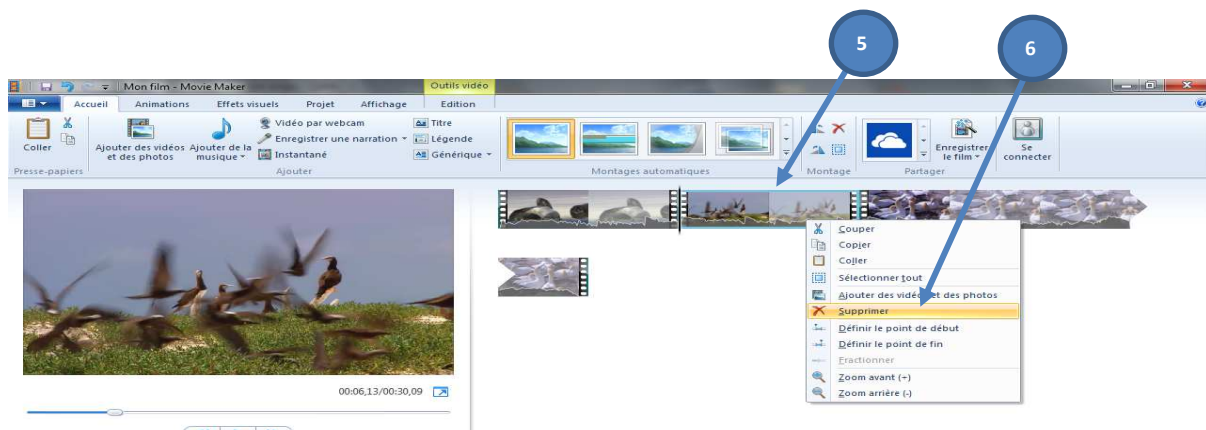 5
6
Mon film - Movie Maker
Outils vidéo
Accueil Animations Effets visuels Projet Affichage Edition
Coller
Ajouter des vidéos et des photos
Ajouter de la musique
Vidéo par webcam
Enregistrer une narration
Instantané
Titre
Légende
Générique
Enregistrer le film
Se connecter
Presse-papiers
Ajouter
Montages automatiques
Montage
Partager
Couper
Copier
Coller
Sélectionner tout
Ajouter des vidéos et des photos
Supprimer
Définir le point de début
Définir le point de fin
Fractionner
Zoom avant (+)
Zoom arrière (-)
00:06,13/00:30,09